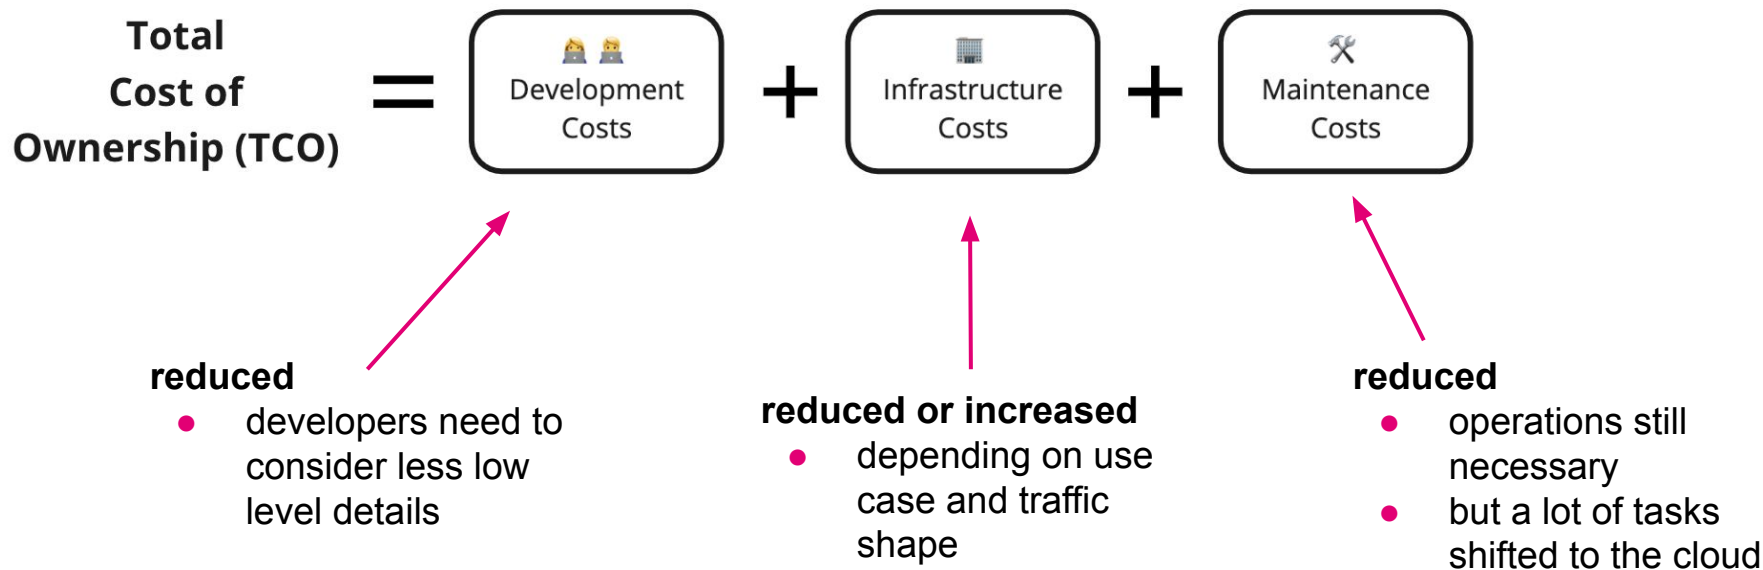 Total
Cost of
Ownership (TCO)
=
Development
Costs
+
Infrastructure
Costs
+
Maintenance
Costs
reduced
● developers need to
consider less low
level details
reduced or increased
● depending on use
case and traffic
shape
reduced
● operations still
necessary
● but a lot of tasks
shifted to the cloud